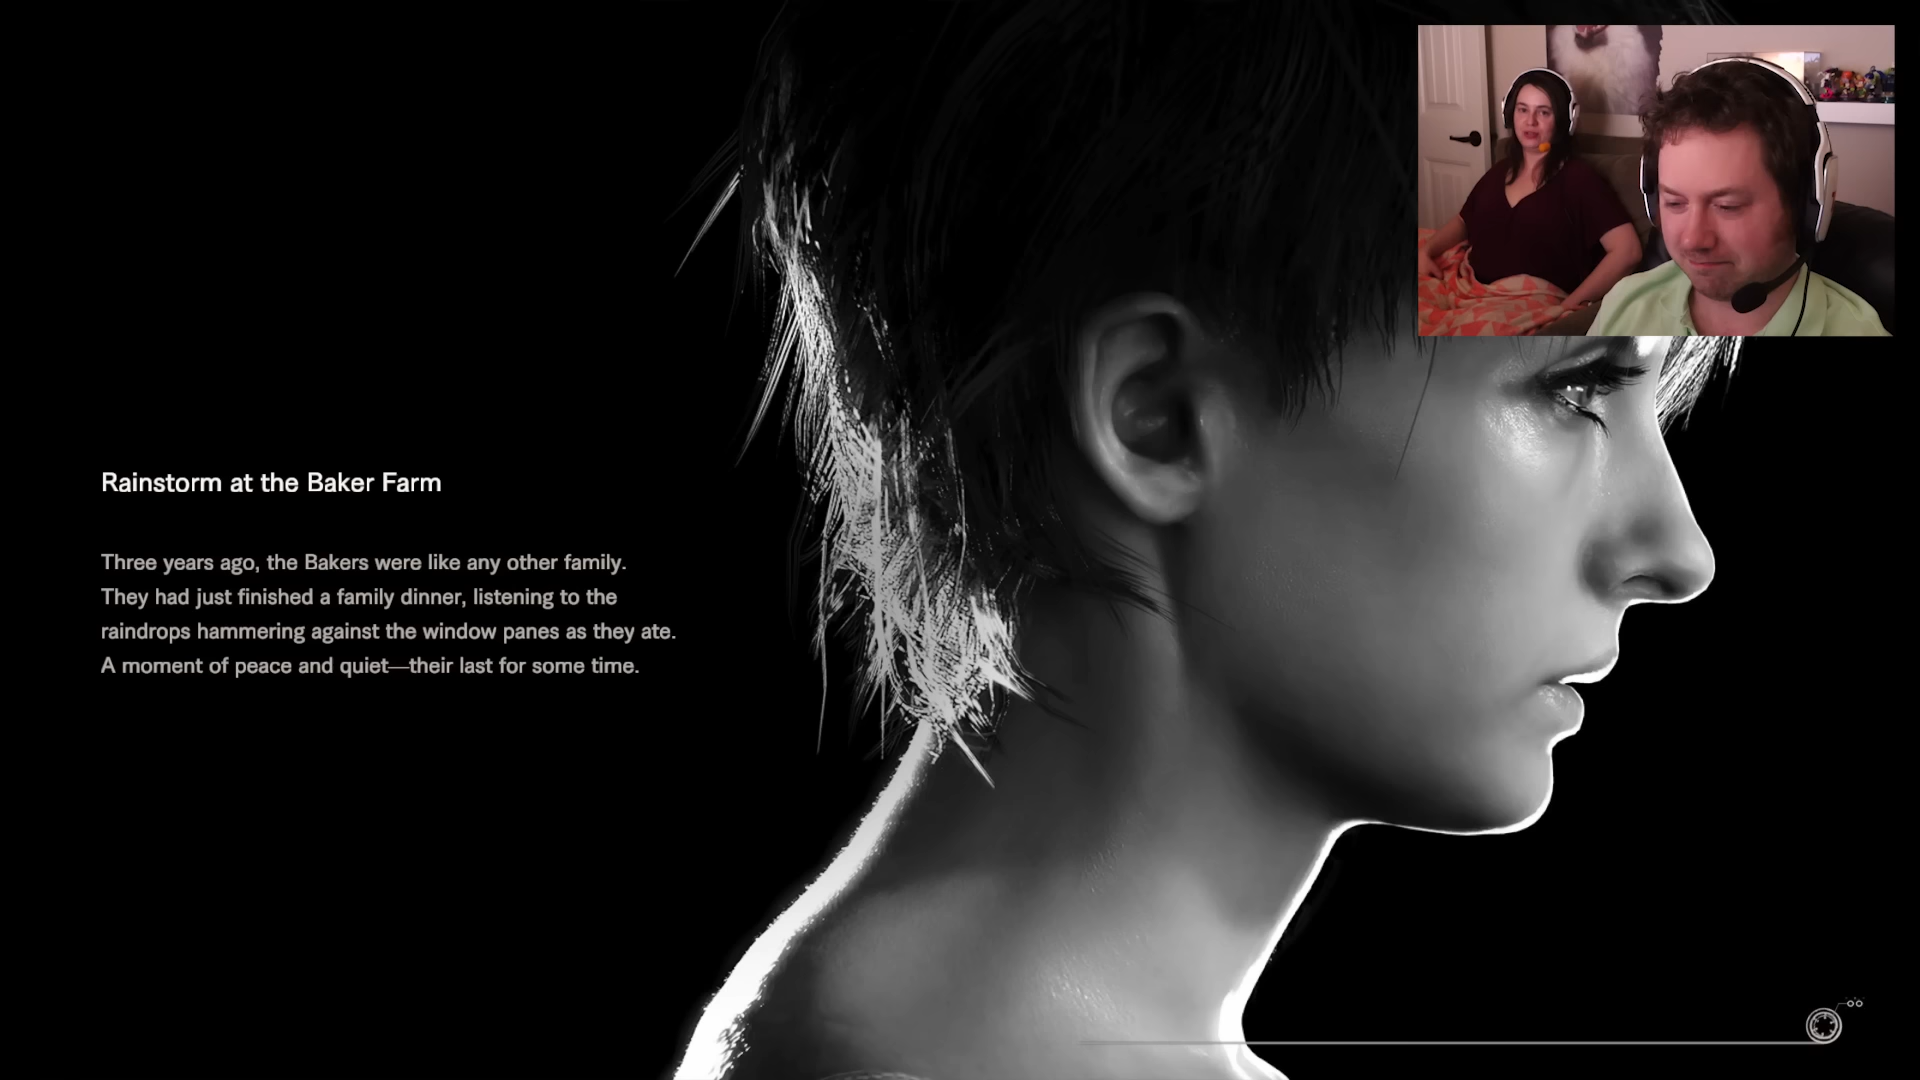 Rainstorm at the Baker Farm
Three years ago, the Bakers were like any other family.
They had just finished a family dinner, listening to the
raindrops hammering against the window panes as they ate.
A moment of peace and quiet—their last for some time.